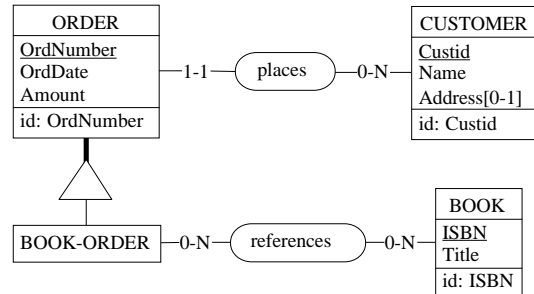 ORDER
OrdNumber
OrdDate
Amount
id: OrdNumber
1-1
places
0-N
CUSTOMER
Custid
Name
Address[0-1]
id: Custid
BOOK-ORDER
0-N
references
0-N
BOOK
ISBN
Title
id: ISBN